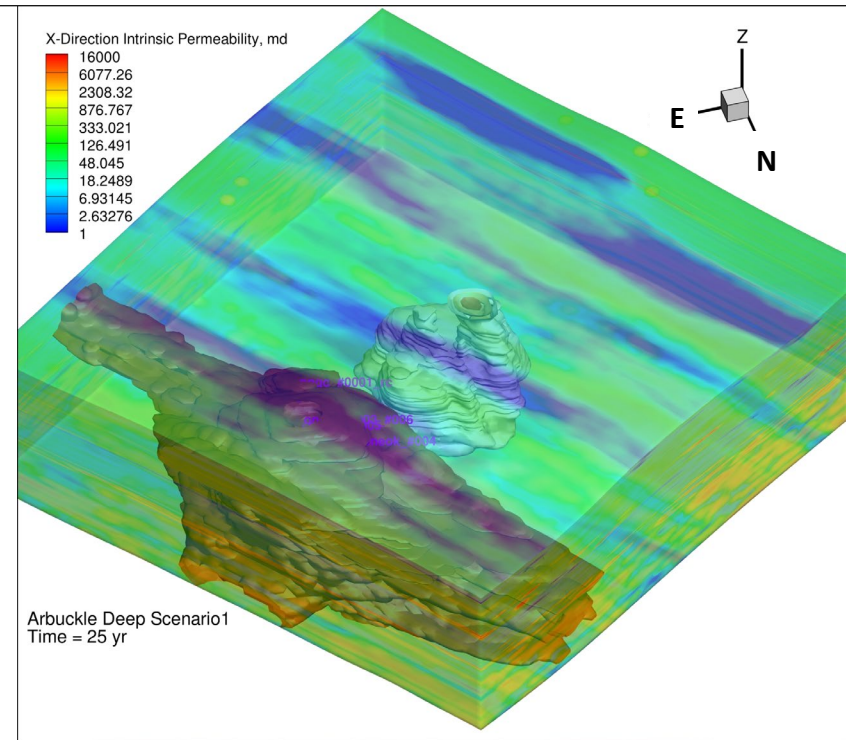 X-Direction Intrinsic Permeability, md
16000
6077.26
2308.32
876.767
333.021
126.491
48.045
18.2489
6.93145
2.63276
1
Z
E
N
Arbuckle Deep Scenario1
Time = 25 yr